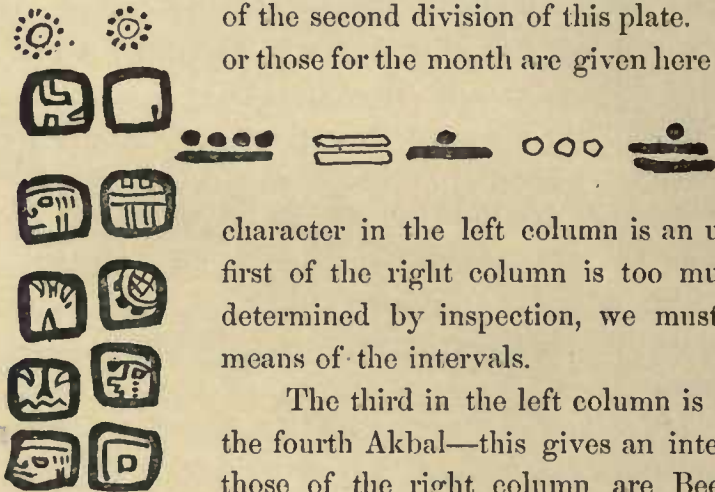 of the second division of this plate.
or those for the month are given here
character in the left column is an
first of the right column is too
determined by inspection, we must
means of the intervals.
The third in the left column is
the fourth Akbal—this gives an
those of the right column are